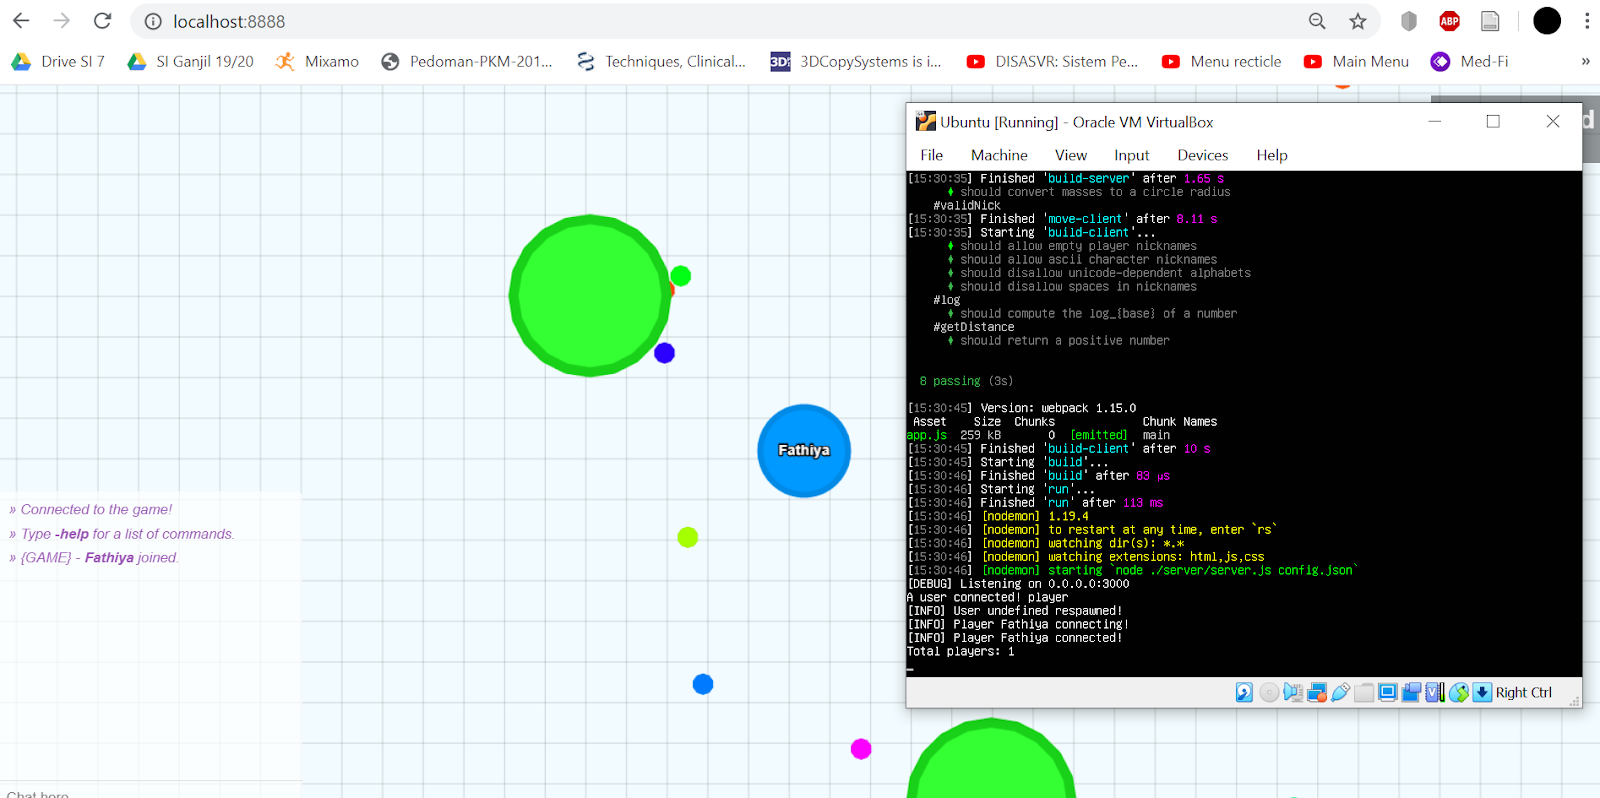 localhost:8888
ABP
Drive SI 7
SI Ganjil 19/20
Mixamo
Pedoman-PKM-201...
Techniques, Clinical...
3D
3DCopySystems is i...
DISASVR: Sistem Pe...
Menu recticle
Main Menu
Med-Fi
»
Fathiya
» Connected to the game!
» Type -help for a list of commands.
» {GAME} - Fathiya joined.
Chat here
d
Ubuntu [Running] - Oracle VM VirtualBox
File Machine View Input Devices Help
[15:30:35] Finished 'build-server' after 1.65 s
♦ should convert masses to a circle radius
#validNick
[15:30:35] Finished 'move-client' after 8.11 s
[15:30:35] Starting 'build-client'...
♦ should allow empty player nicknames
♦ should allow ascii character nicknames
♦ should disallow unicode-dependent alphabets
♦ should disallow spaces in nicknames
#log
♦ should compute the log_{base} of a number
#getDistance
♦ should return a positive number
8 passing (3s)
[15:30:45] Version: webpack 1.15.0
Asset Size Chunks Chunk Names
app.js 259 kB 0 [emitted] main
[15:30:45] Finished 'build-client' after 10 s
[15:30:45] Starting 'build'...
[15:30:46] Finished 'build' after 83 µs
[15:30:46] Starting 'run'...
[15:30:46] Finished 'run' after 113 ms
[15:30:46] [nodemon] 1.19.4
[15:30:46] [nodemon] to restart at any time, enter `rs`
[15:30:46] [nodemon] watching dir(s): *.*
[15:30:46] [nodemon] watching extensions: html,js,css
[15:30:46] [nodemon] starting `node ./server/server.js config.json`
[DEBUG] Listening on 0.0.0.0:3000
A user connected! player
[INFO] User undefined respawned!
[INFO] Player Fathiya connecting!
[INFO] Player Fathiya connected!
Total players: 1
Right Ctrl